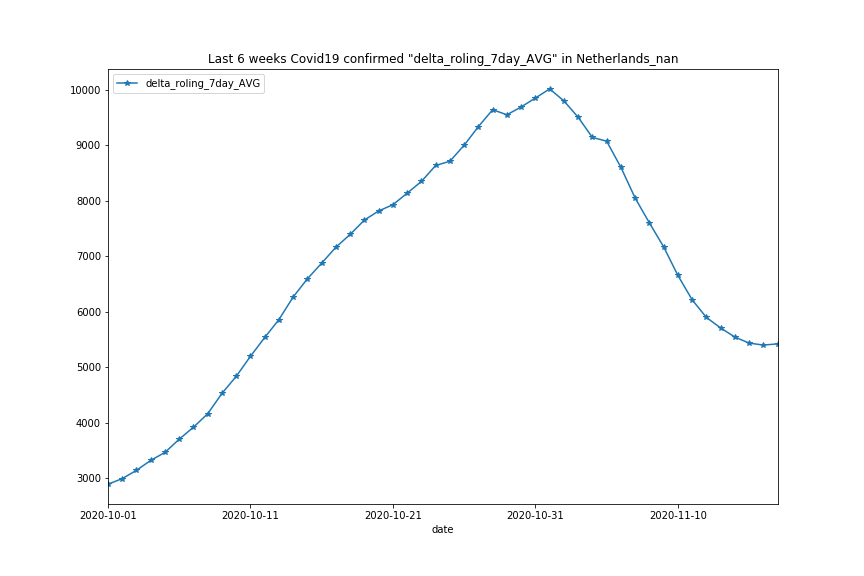 Last 6 weeks Covid19 confirmed "delta_roling_7day_AVG" in Netherlands_nan
delta_roling_7day_AVG
10000
9000
8000
7000
6000
5000
4000
3000
2020-10-01 2020-10-11 2020-10-21 2020-10-31 2020-11-10
date